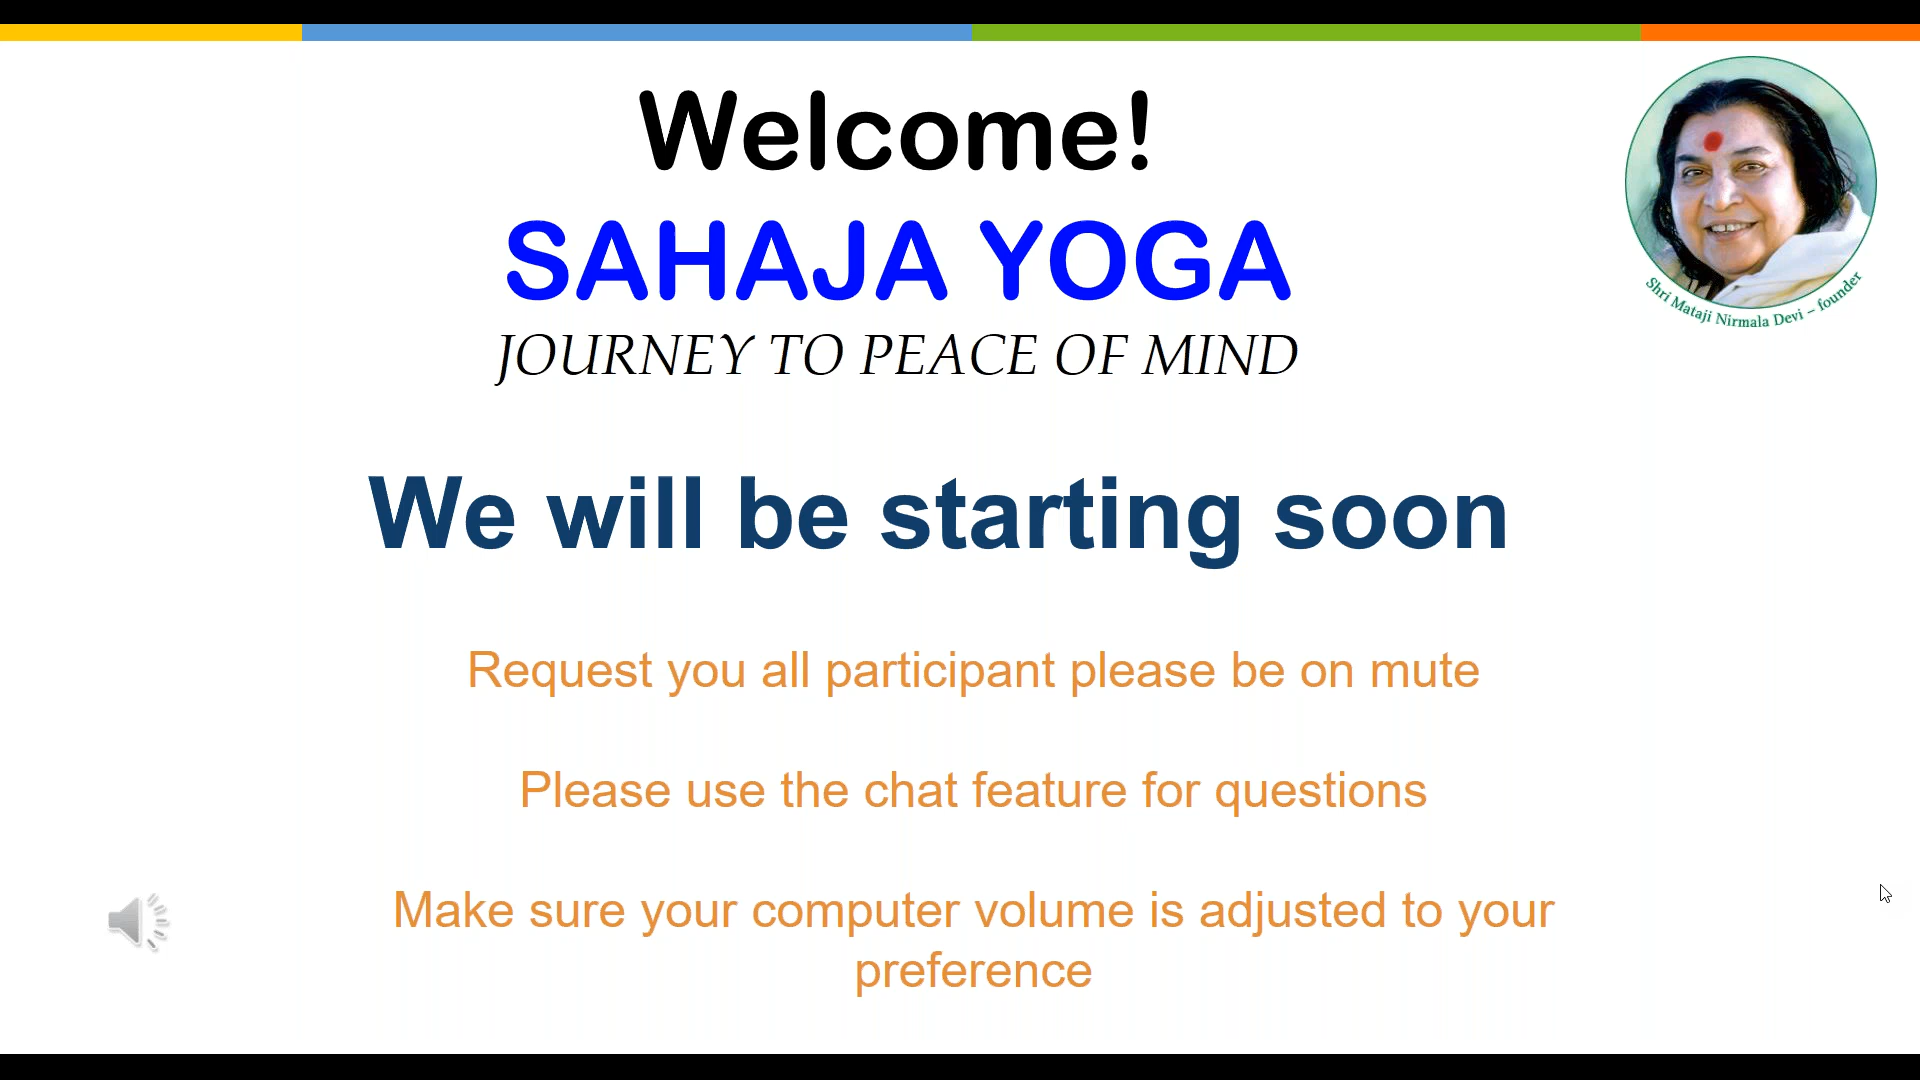 Welcome!
SAHAJA YOGA
JOURNEY TO PEACE OF MIND
Shri Mataji Nirmala Devi – founder
We will be starting soon
Request you all participant please be on mute
Please use the chat feature for questions
Make sure your computer volume is adjusted to your
preference